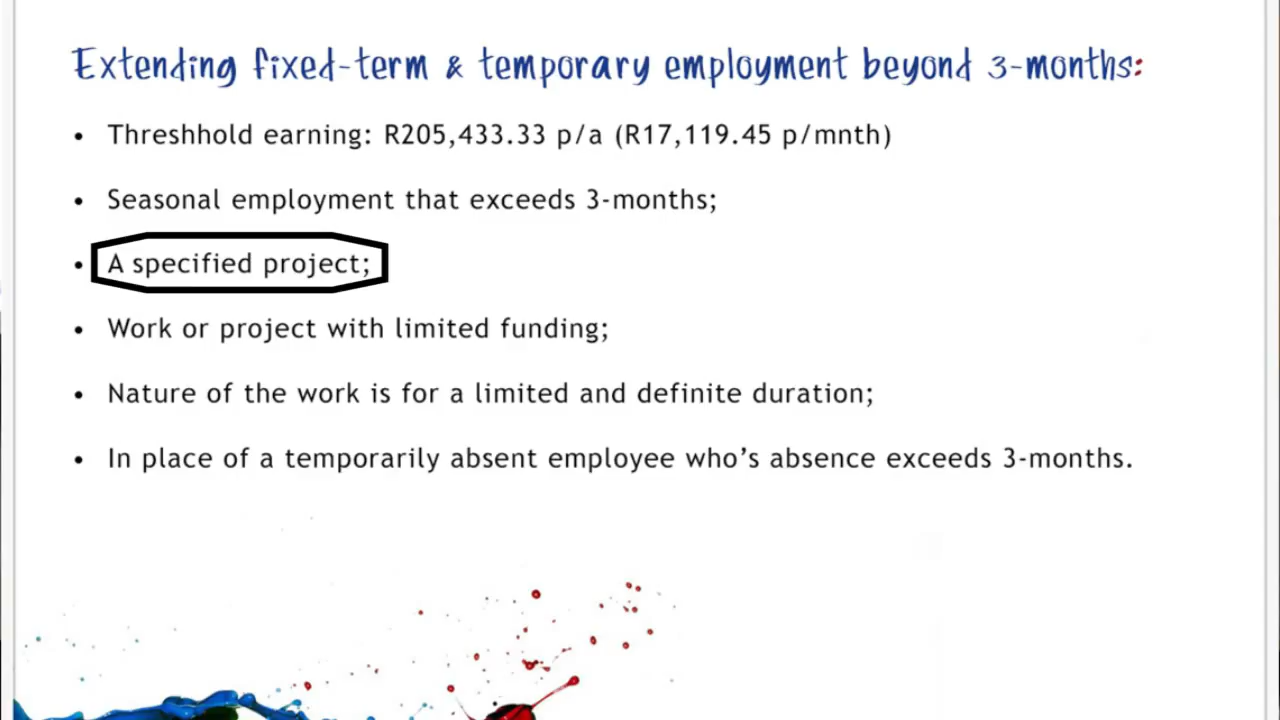 Extending fixed-term & temporary employment beyond 3-months:
• Threshhold earning: R205,433.33 p/a (R17,119.45 p/mnth)
• Seasonal employment that exceeds 3-months;
• A specified project;
• Work or project with limited funding;
• Nature of the work is for a limited and definite duration;
• In place of a temporarily absent employee who’s absence exceeds 3-months.